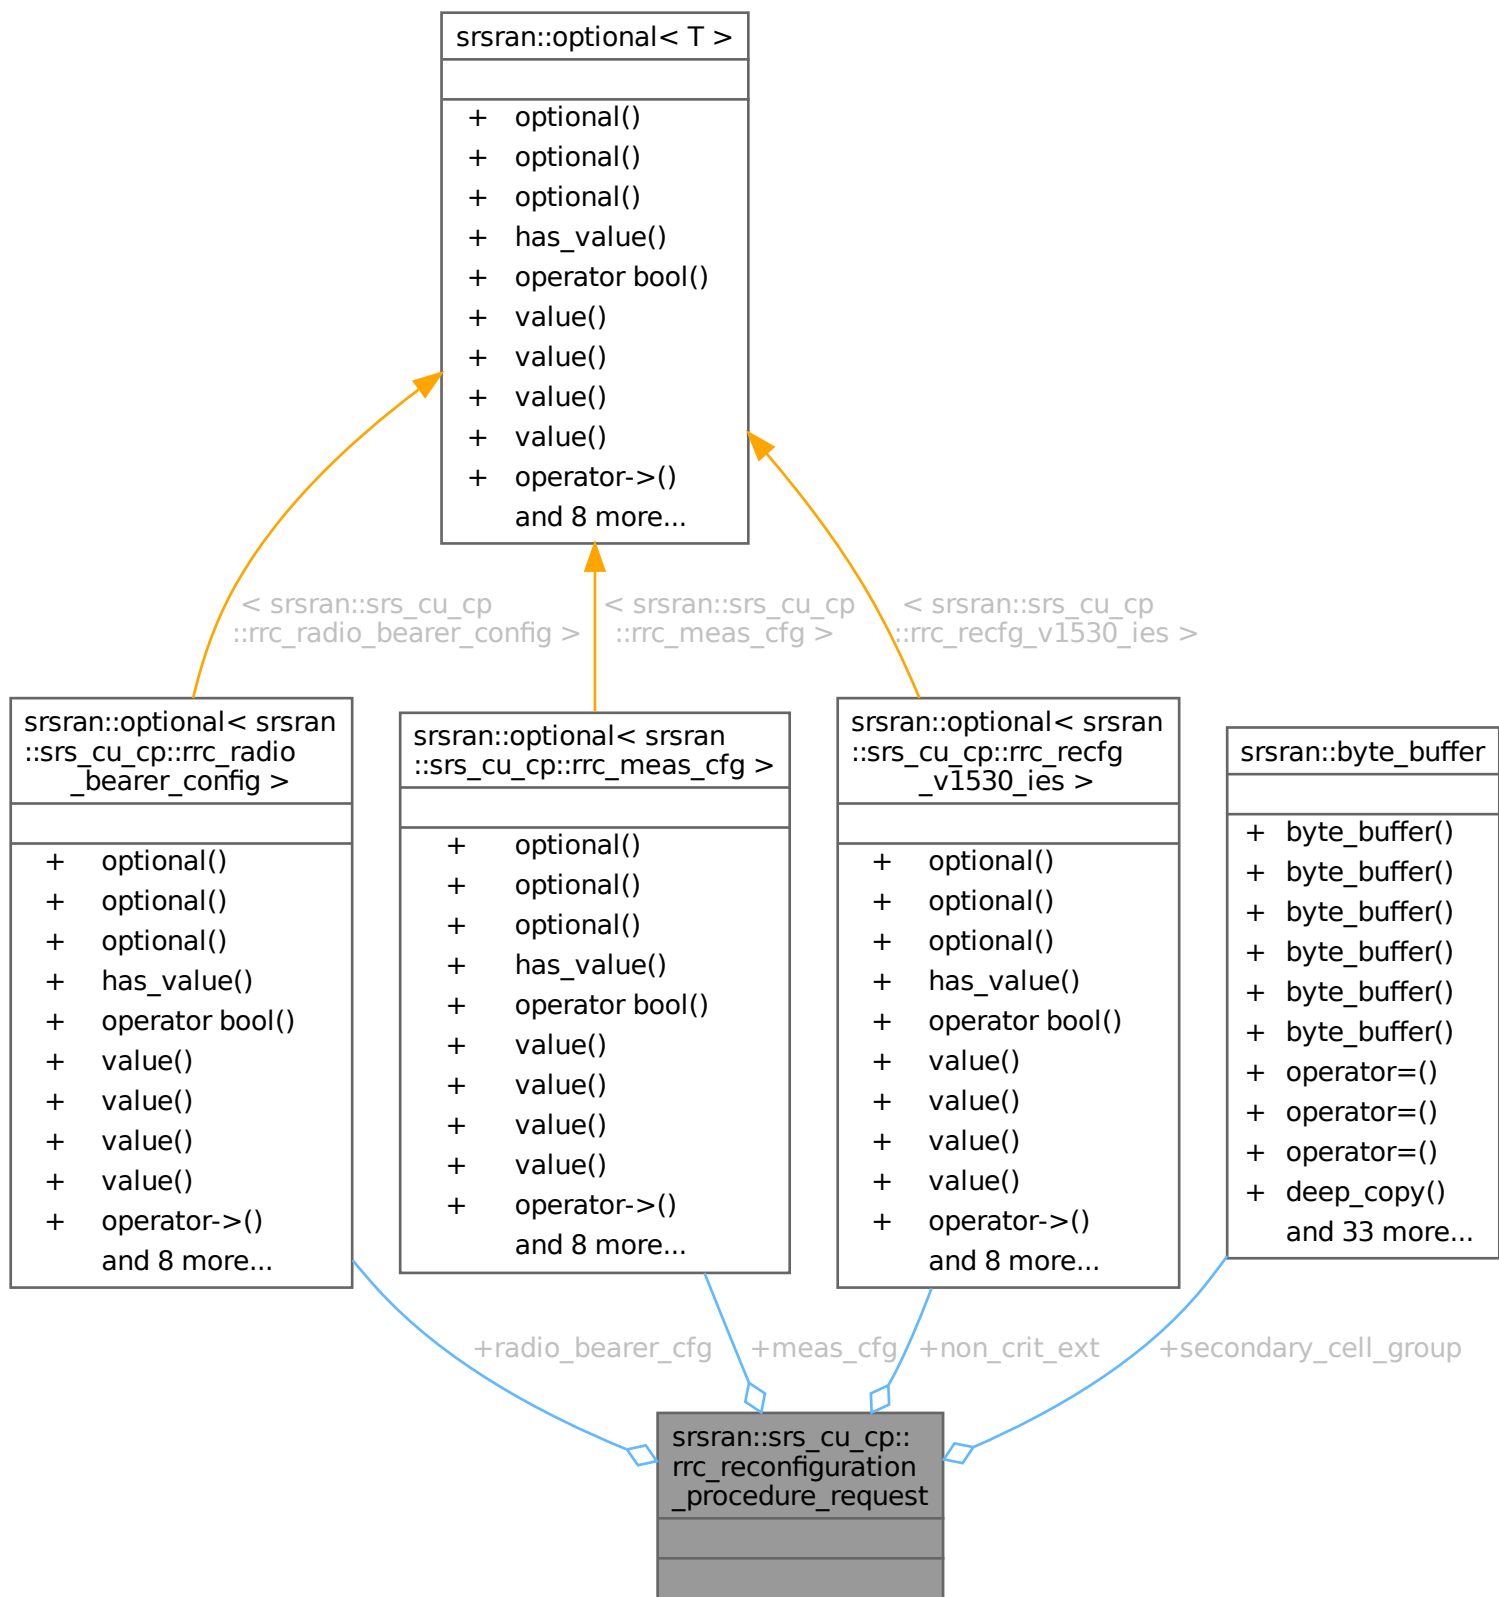 srsran::optional< T >
+ optional()
+ optional()
+ optional()
+ has_value()
+ operator bool()
+ value()
+ value()
+ value()
+ value()
+ operator->()
and 8 more...
< srsran::srs_cu_cp
::rrc_radio_bearer_config >
< srsran::srs_cu_cp
::rrc_meas_cfg >
< srsran::srs_cu_cp
::rrc_recfg_v1530_ies >
srsran::optional< srsran
::srs_cu_cp::rrc_radio
_bearer_config >
+ optional()
+ optional()
+ optional()
+ has_value()
+ operator bool()
+ value()
+ value()
+ value()
+ value()
+ operator->()
and 8 more...
srsran::optional< srsran
::srs_cu_cp::rrc_meas_cfg >
+ optional()
+ optional()
+ optional()
+ has_value()
+ operator bool()
+ value()
+ value()
+ value()
+ value()
+ operator->()
and 8 more...
srsran::optional< srsran
::srs_cu_cp::rrc_recfg
_v1530_ies >
+ optional()
+ optional()
+ optional()
+ has_value()
+ operator bool()
+ value()
+ value()
+ value()
+ value()
+ operator->()
and 8 more...
srsran::byte_buffer
+ byte_buffer()
+ byte_buffer()
+ byte_buffer()
+ byte_buffer()
+ byte_buffer()
+ byte_buffer()
+ operator=()
+ operator=()
+ operator=()
+ deep_copy()
and 33 more...
+radio_bearer_cfg
+meas_cfg
+non_crit_ext
+secondary_cell_group
srsran::srs_cu_cp::
rrc_reconfiguration
_procedure_request